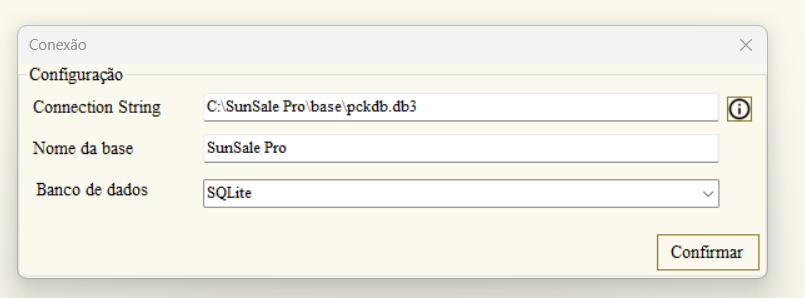 Conexão
Configuração
Connection String
C:\SunSale Pro\base\pckdb.db3
Nome da base
SunSale Pro
Banco de dados
SQLite
Confirmar